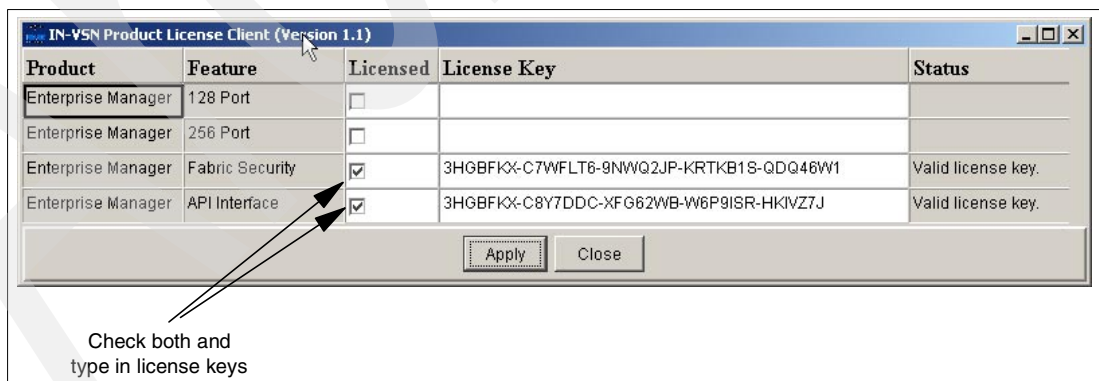 IN-VSN Product License Client (Version 1.1)
Product Feature Licensed License Key Status
Enterprise Manager 128 Port
Enterprise Manager 256 Port
Enterprise Manager Fabric Security 3HGBFKX-C7WFLT6-9NWQ2JP-KRTKB1S-QDQ46W1 Valid license key.
Enterprise Manager API Interface 3HGBFKX-C8Y7DDC-XFG62WB-W6P9ISR-HKIVZ7J Valid license key.
Apply Close
Check both and
type in license keys